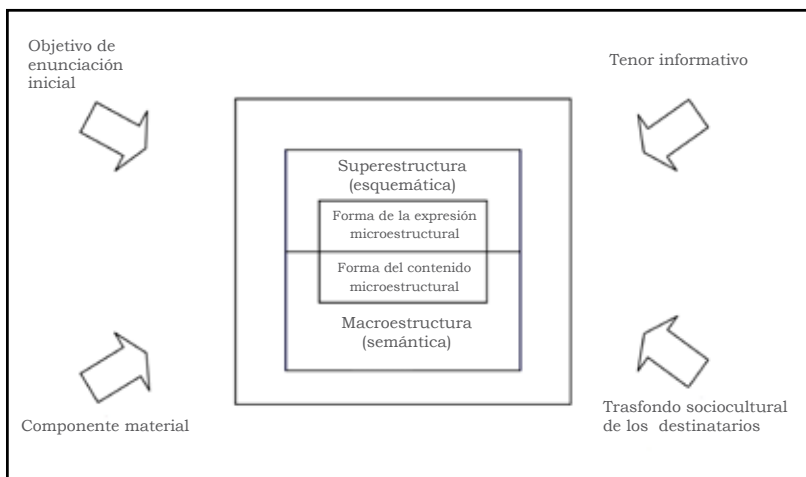 Objetivo de
enunciación
inicial
Tenor informativo
Superestructura
(esquemática)
Forma de la expresión
microestructural
Forma del contenido
microestructural
Macroestructura
(semántica)
Componente material
Trasfondo sociocultural
de los destinatarios